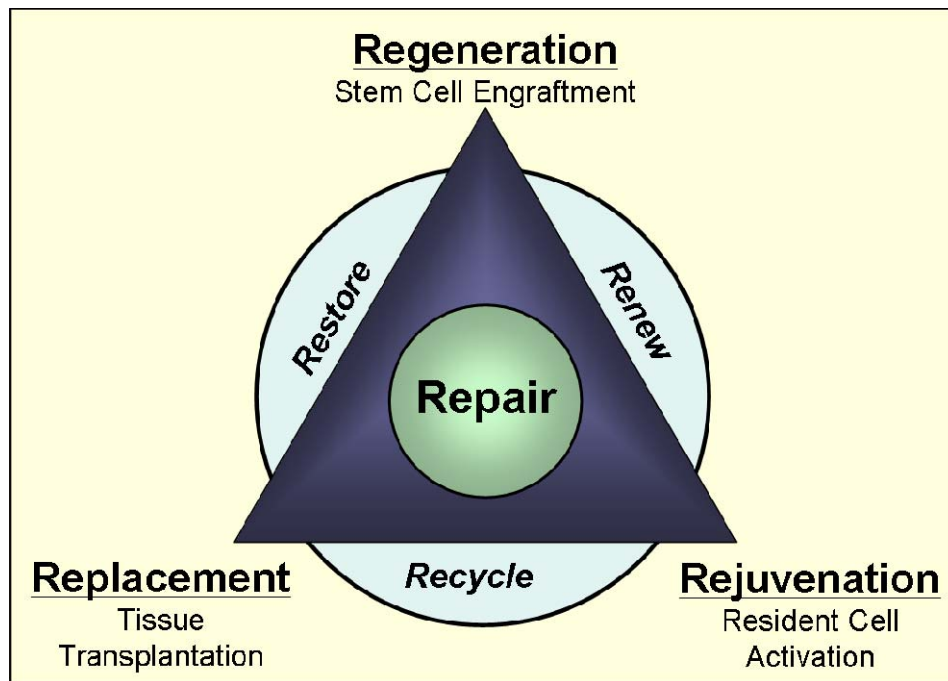 Regeneration
Stem Cell Engraftment
Restore
Renew
Repair
Replacement
Tissue
Transplantation
Recycle
Rejuvenation
Resident Cell
Activation